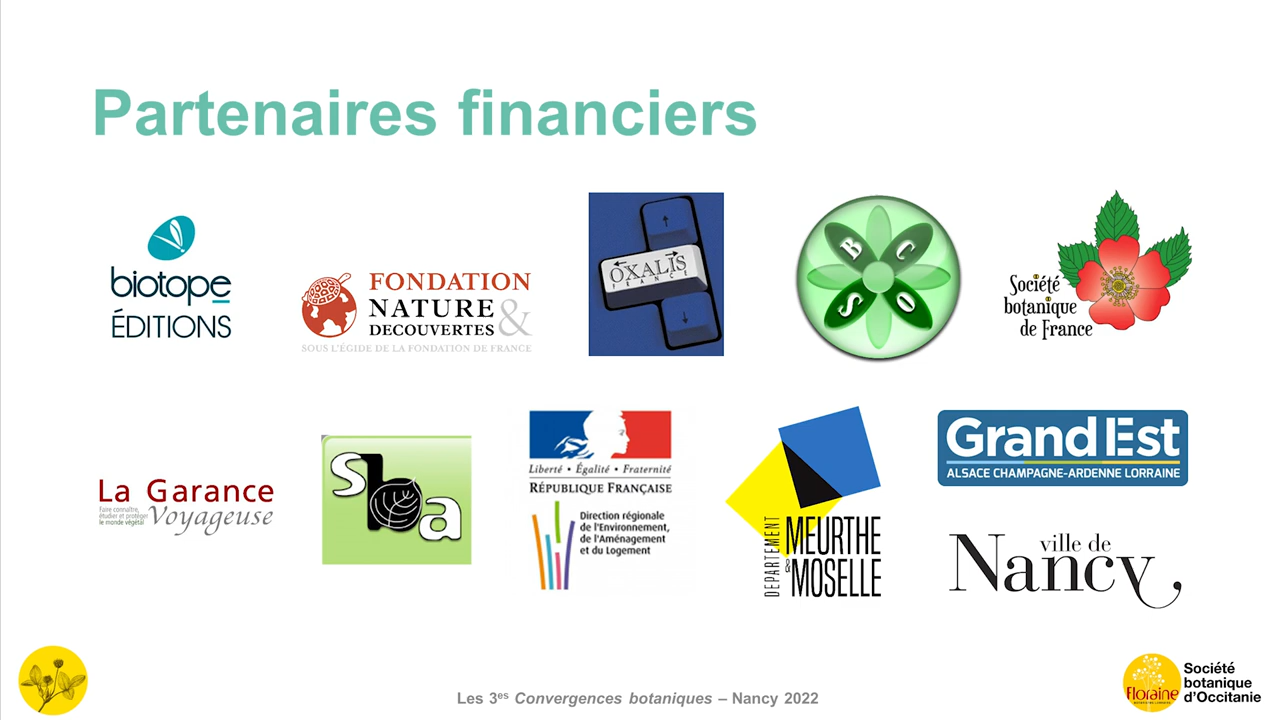 Partenaires financiers
biotope
ÉDITIONS
FONDATION
NATURE &
DECOUVERTES
SOUS L'ÉGIDE DE LA FONDATION DE FRANCE
OXALIS
FRANCE
B C
S O
Société
botanique
de France
La Garance
Voyageuse
Faire connaître,
étudier et protéger
le monde végétal
sba
Liberté • Égalité • Fraternité
RÉPUBLIQUE FRANÇAISE
Direction régionale
de l'Environnement,
de l'Aménagement
et du Logement
DEPARTEMENT
MEURTHE
& MOSELLE
Grand Est
ALSACE CHAMPAGNE-ARDENNE LORRAINE
ville de
Nancy
Les 3es Convergences botaniques – Nancy 2022
Floraine
Société
botanique
d'Occitanie